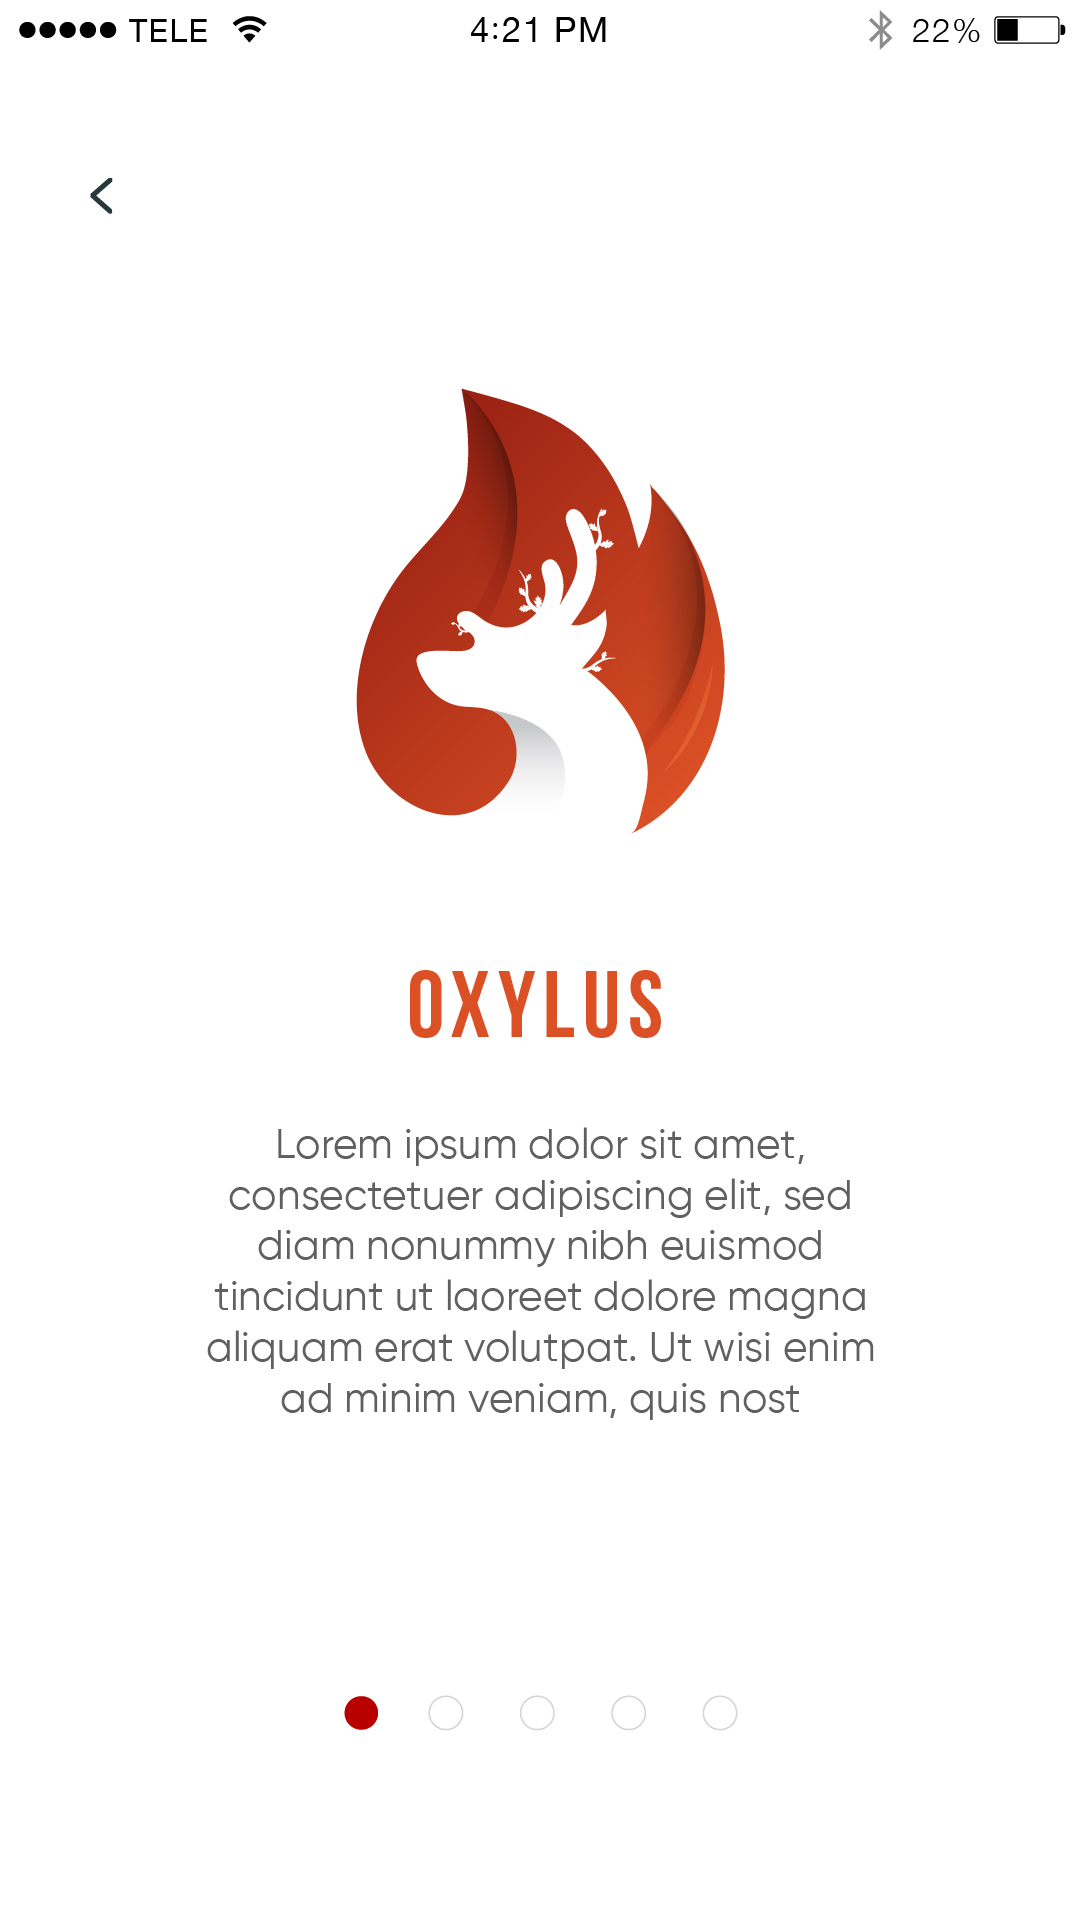 TELE 4:21 PM 22%
OXYLUS
Lorem ipsum dolor sit amet,
consectetuer adipiscing elit, sed
diam nonummy nibh euismod
tincidunt ut laoreet dolore magna
aliquam erat volutpat. Ut wisi enim
ad minim veniam, quis nost